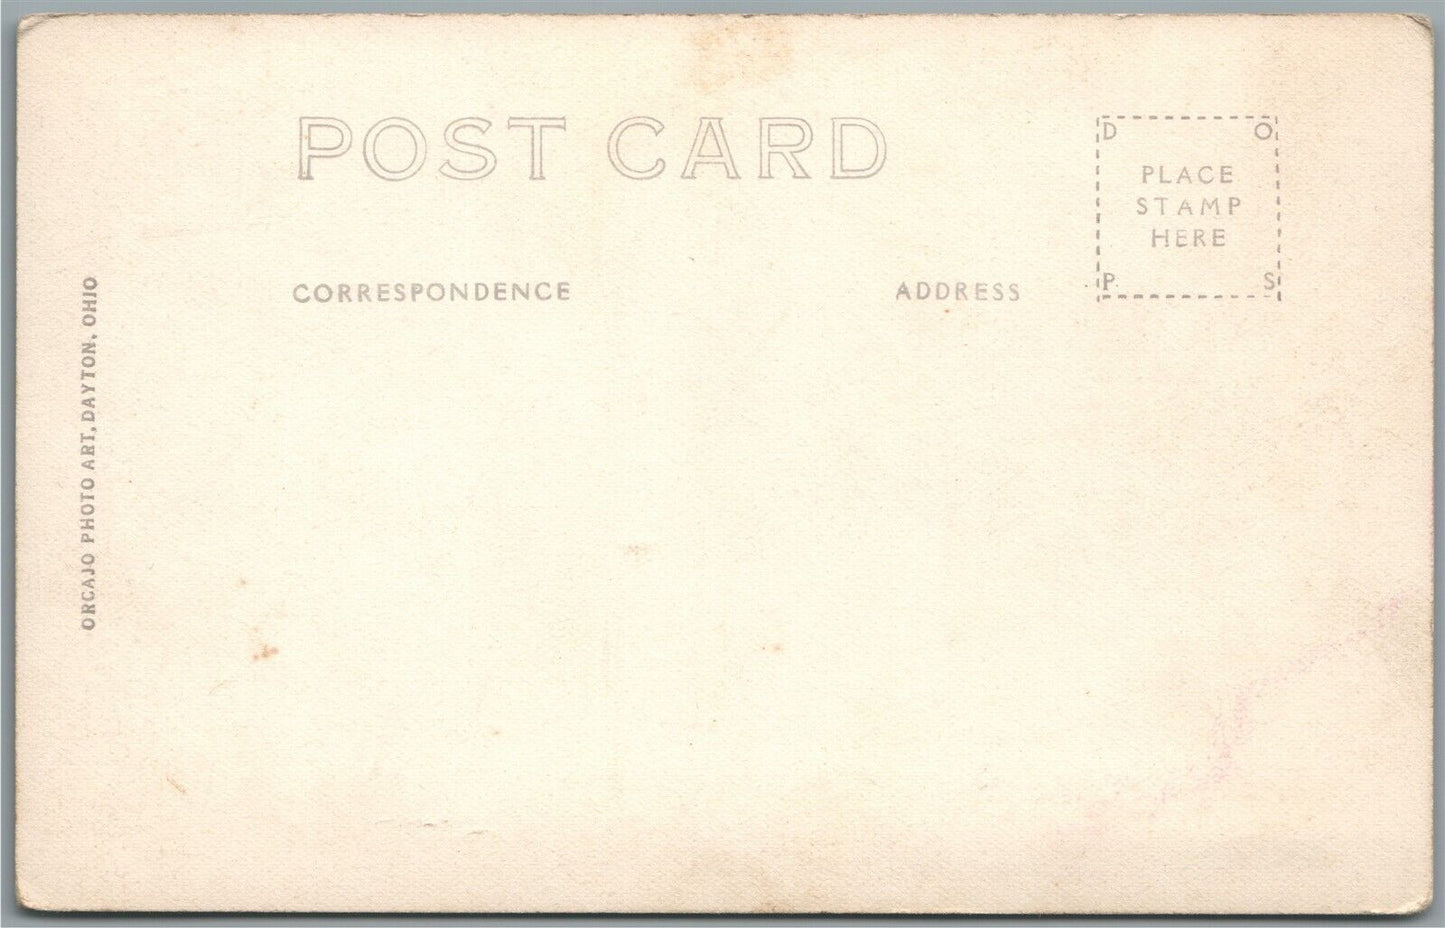 POST CARD
D O
PLACE
STAMP
HERE
P S
CORRESPONDENCE
ADDRESS
ORCAJO PHOTO ART, DAYTON, OHIO